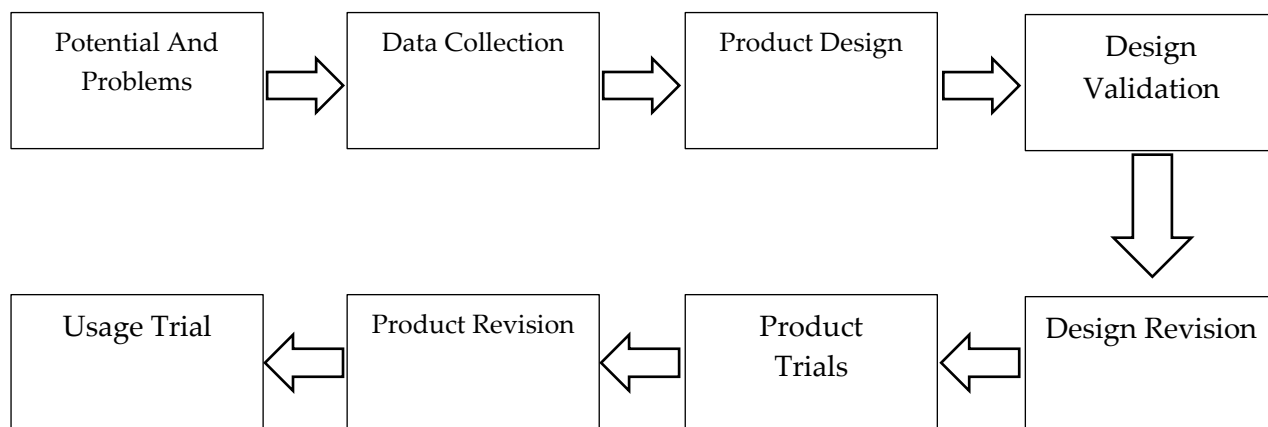 Potential And
Problems
Data Collection
Product Design
Design
Validation
Usage Trial
Product Revision
Product
Trials
Design Revision